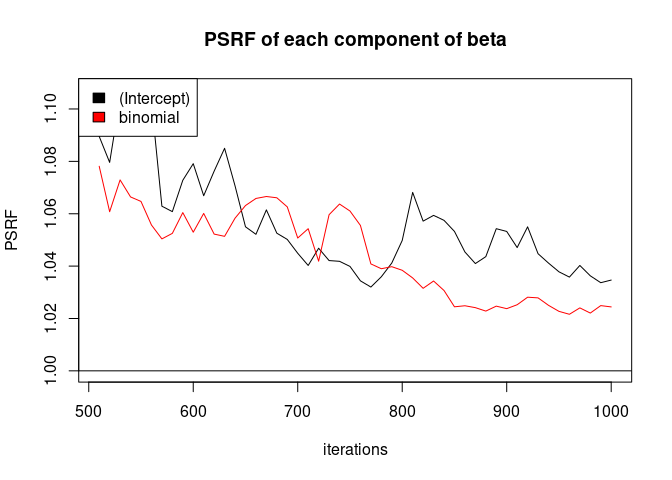 PSRF of each component of beta
(Intercept)
binomial
PSRF
1.10
1.08
1.06
1.04
1.02
1.00
500 600 700 800 900 1000
iterations